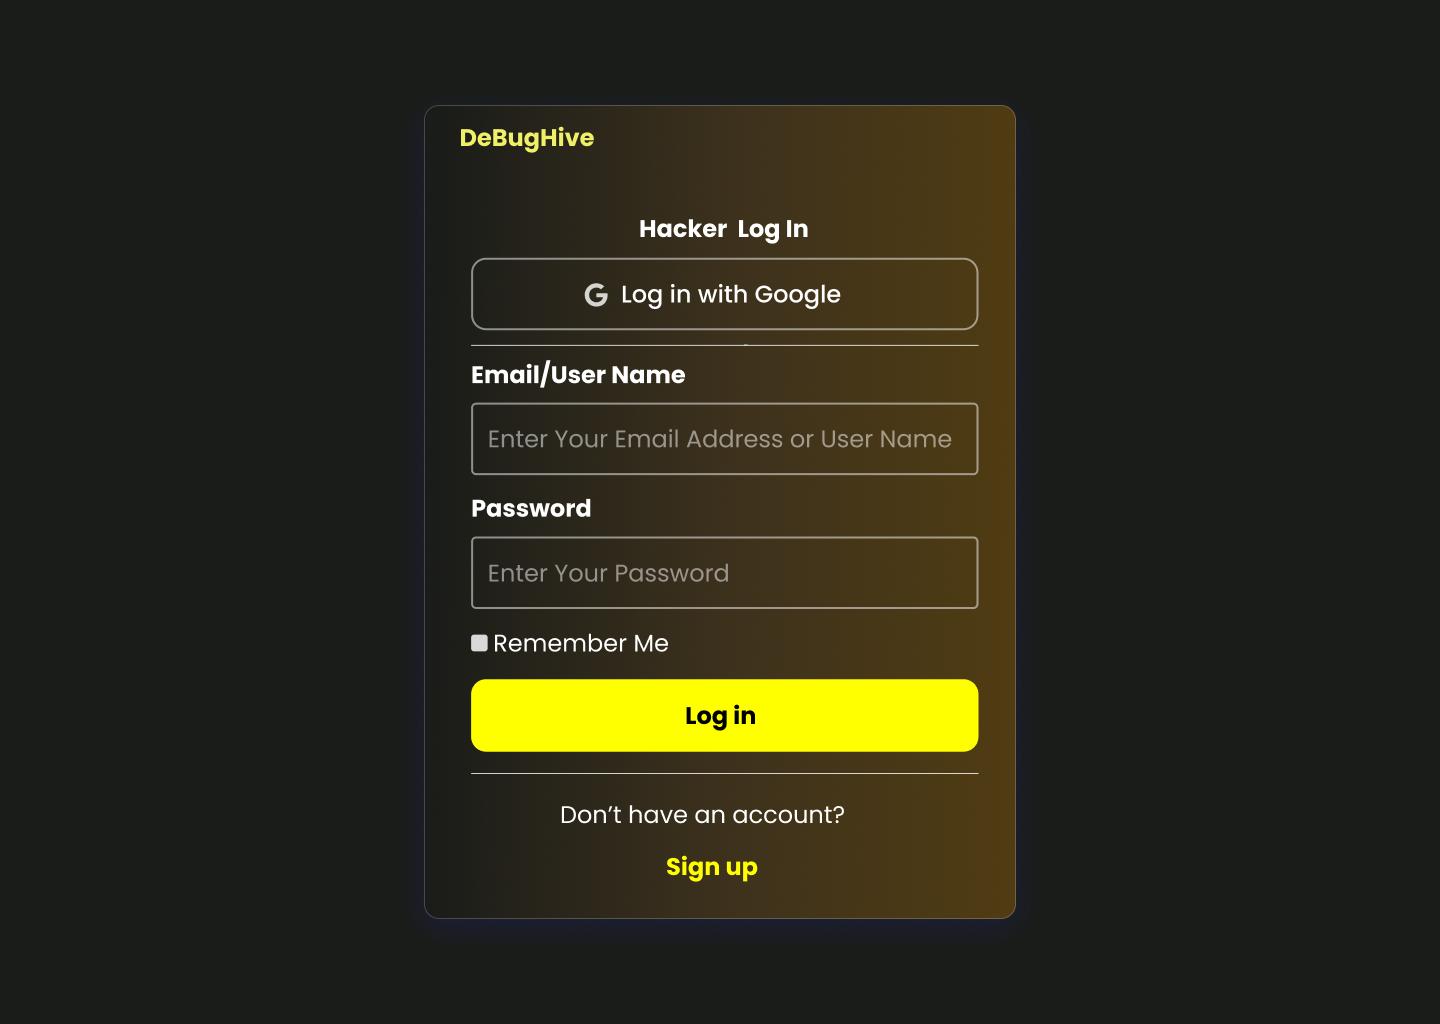 DeBugHive
Hacker  Log In
Log in with Google
Email/User Name
Enter Your Email Address or User Name
Password
Enter Your Password
Remember Me
Log in
Don’t have an account?
Sign up